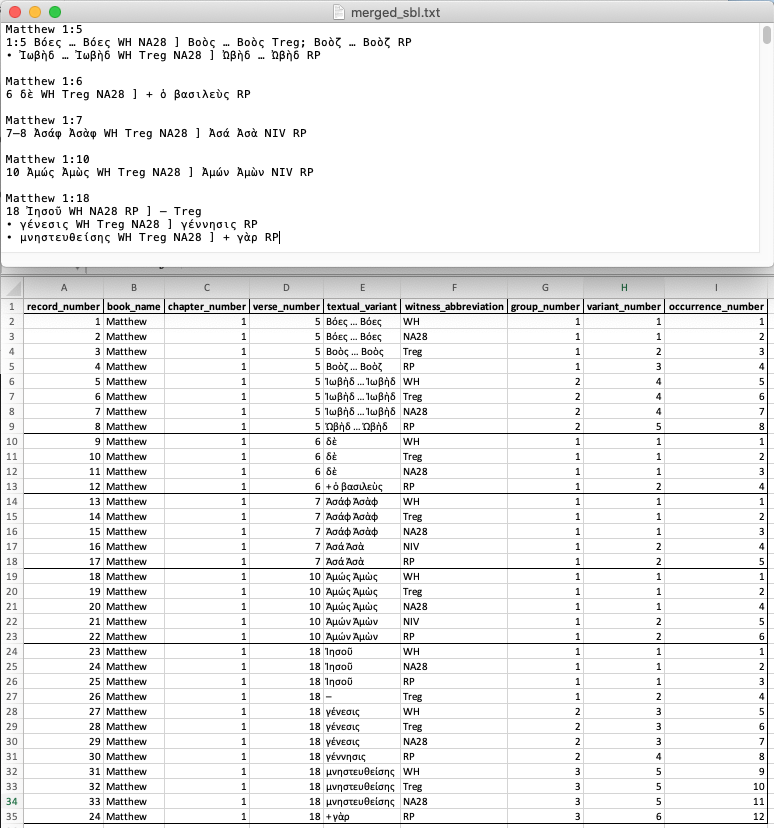 merged_sbl.txt
Matthew 1:5
1:5 Βόες … Βόες WH NA28 ] Βοὸς … Βοὸς Treg; Βοὸζ … Βοὸζ RP
• Ἰωβὴδ … Ἰωβὴδ WH Treg NA28 ] Ὠβὴδ … Ὠβὴδ RP
Matthew 1:6
6 δὲ WH Treg NA28 ] + ὁ βασιλεὺς RP
Matthew 1:7
7–8 Ἀσάφ Ἀσὰφ WH Treg NA28 ] Ἀσά Ἀσὰ NIV RP
Matthew 1:10
10 Ἀμώς Ἀμὼς WH Treg NA28 ] Ἀμών Ἀμὼν NIV RP
Matthew 1:18
18 Ἰησοῦ WH NA28 RP ] – Treg
• γένεσις WH Treg NA28 ] γέννησις RP
• μνηστευθείσης WH Treg NA28 ] + γὰρ RP
A B C D E F G H I
1 record_number book_name chapter_number verse_number textual_variant witness_abbreviation group_number variant_number occurrence_number
2 1 Matthew 1 5 Βόες … Βόες WH 1 1 1
3 2 Matthew 1 5 Βόες … Βόες NA28 1 1 2
4 3 Matthew 1 5 Βοὸς … Βοὸς Treg 1 2 3
5 4 Matthew 1 5 Βοὸζ … Βοὸζ RP 1 3 4
6 5 Matthew 1 5 Ἰωβὴδ … Ἰωβὴδ WH 2 4 5
7 6 Matthew 1 5 Ἰωβὴδ … Ἰωβὴδ Treg 2 4 6
8 7 Matthew 1 5 Ἰωβὴδ … Ἰωβὴδ NA28 2 4 7
9 8 Matthew 1 5 Ὠβὴδ … Ὠβὴδ RP 2 5 8
10 9 Matthew 1 6 δὲ WH 1 1 1
11 10 Matthew 1 6 δὲ Treg 1 1 2
12 11 Matthew 1 6 δὲ NA28 1 1 3
13 12 Matthew 1 6 + ὁ βασιλεὺς RP 1 2 4
14 13 Matthew 1 7 Ἀσάφ Ἀσὰφ WH 1 1 1
15 14 Matthew 1 7 Ἀσάφ Ἀσὰφ Treg 1 1 2
16 15 Matthew 1 7 Ἀσάφ Ἀσὰφ NA28 1 1 3
17 16 Matthew 1 7 Ἀσά Ἀσὰ NIV 1 2 4
18 17 Matthew 1 7 Ἀσά Ἀσὰ RP 1 2 5
19 18 Matthew 1 10 Ἀμώς Ἀμὼς WH 1 1 1
20 19 Matthew 1 10 Ἀμώς Ἀμὼς Treg 1 1 2
21 20 Matthew 1 10 Ἀμώς Ἀμὼς NA28 1 1 4
22 21 Matthew 1 10 Ἀμών Ἀμὼν NIV 1 2 5
23 22 Matthew 1 10 Ἀμών Ἀμὼν RP 1 2 6
24 23 Matthew 1 18 Ἰησοῦ WH 1 1 1
25 24 Matthew 1 18 Ἰησοῦ NA28 1 1 2
26 25 Matthew 1 18 Ἰησοῦ RP 1 1 3
27 26 Matthew 1 18 – Treg 1 2 4
28 27 Matthew 1 18 γένεσις WH 2 3 5
29 28 Matthew 1 18 γένεσις Treg 2 3 6
30 29 Matthew 1 18 γένεσις NA28 2 3 7
31 30 Matthew 1 18 γέννησις RP 2 4 8
32 31 Matthew 1 18 μνηστευθείσης WH 3 5 9
33 32 Matthew 1 18 μνηστευθείσης Treg 3 5 10
34 33 Matthew 1 18 μνηστευθείσης NA28 3 5 11
35 24 Matthew 1 18 + γὰρ RP 3 6 12